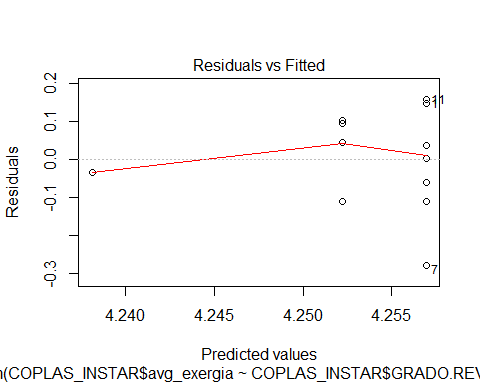 Residuals vs Fitted
Residuals
0.2
0.1
0.0
-0.1
-0.3
11
1
7
4.240 4.245 4.250 4.255
Predicted values
n(COPLAS_INSTAR$avg_exergia ~ COPLAS_INSTAR$GRADO.REV